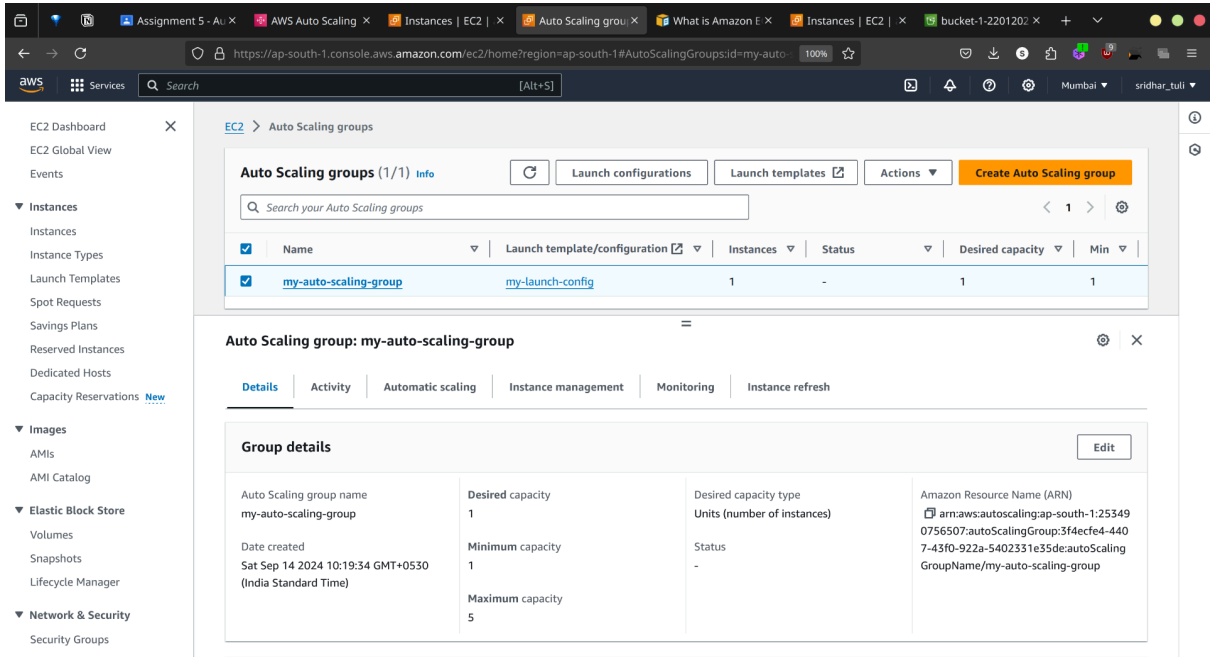 Assignment 5 - Au
AWS Auto Scaling
Instances | EC2 |
Auto Scaling group
What is Amazon E
Instances | EC2 |
bucket-2201202
https://ap-south-1.console.aws.amazon.com/ec2/home?region=ap-south-1#AutoScalingGroups:id=my-auto-
100%
S
1
9
aws
Services
Search
[Alt+S]
Mumbai
sridhar_tuli
EC2 Dashboard
EC2 Global View
Events
Instances
Instances
Instance Types
Launch Templates
Spot Requests
Savings Plans
Reserved Instances
Dedicated Hosts
Capacity Reservations New
Images
AMIs
AMI Catalog
Elastic Block Store
Volumes
Snapshots
Lifecycle Manager
Network & Security
Security Groups
EC2 > Auto Scaling groups
Auto Scaling groups (1/1) Info
Launch configurations
Launch templates
Actions
Create Auto Scaling group
Search your Auto Scaling groups
1
Name
Launch template/configuration
Instances
Status
Desired capacity
Min
my-auto-scaling-group
my-launch-config
1
-
1
1
Auto Scaling group: my-auto-scaling-group
Details
Activity
Automatic scaling
Instance management
Monitoring
Instance refresh
Group details
Edit
Auto Scaling group name
my-auto-scaling-group
Date created
Sat Sep 14 2024 10:19:34 GMT+0530
(India Standard Time)
Desired capacity
1
Minimum capacity
1
Maximum capacity
5
Desired capacity type
Units (number of instances)
Status
-
Amazon Resource Name (ARN)
arn:aws:autoscaling:ap-south-1:25349
0756507:autoScalingGroup:3f4ecfe4-440
7-43f0-922a-5402331e35de:autoScaling
GroupName/my-auto-scaling-group